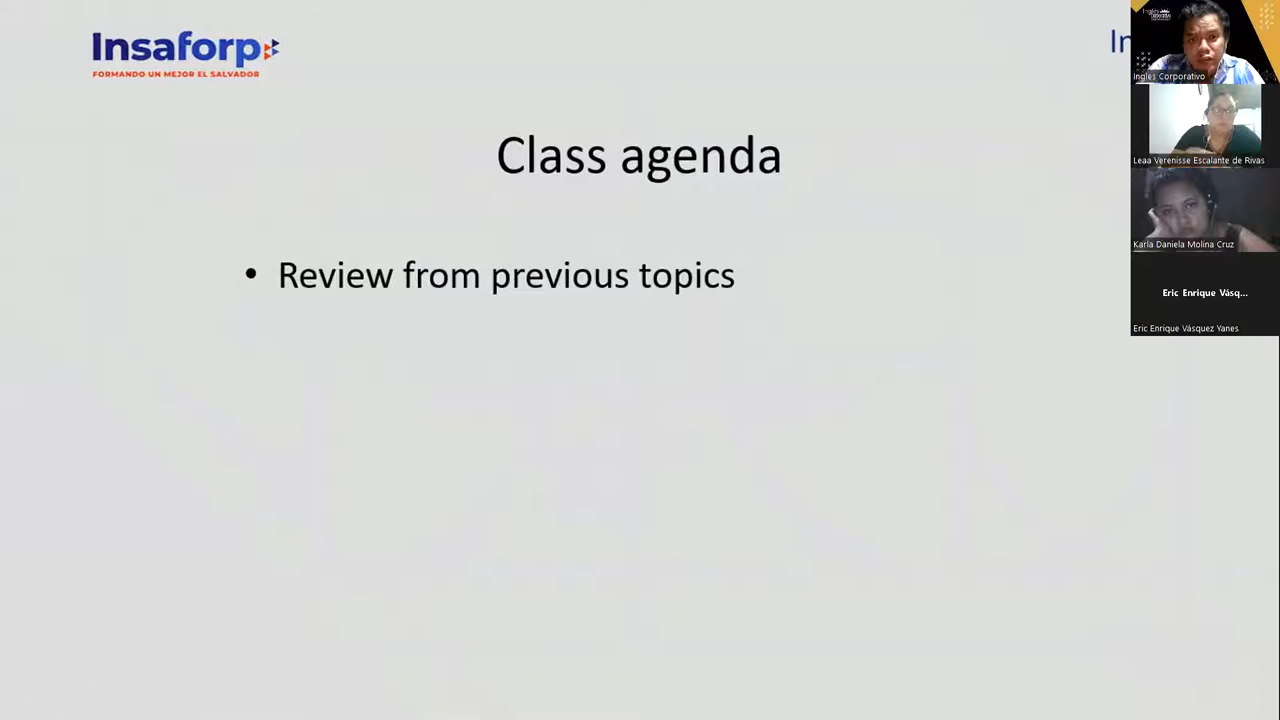 Insaforp
FORMANDO UN MEJOR EL SALVADOR
Class agenda
• Review from previous topics
Inglés Corporativo
Leaa Verenisse Escalante de Rivas
Karla Daniela Molina Cruz
Eric Enrique Vásq...
Eric Enrique Vásquez Yanes